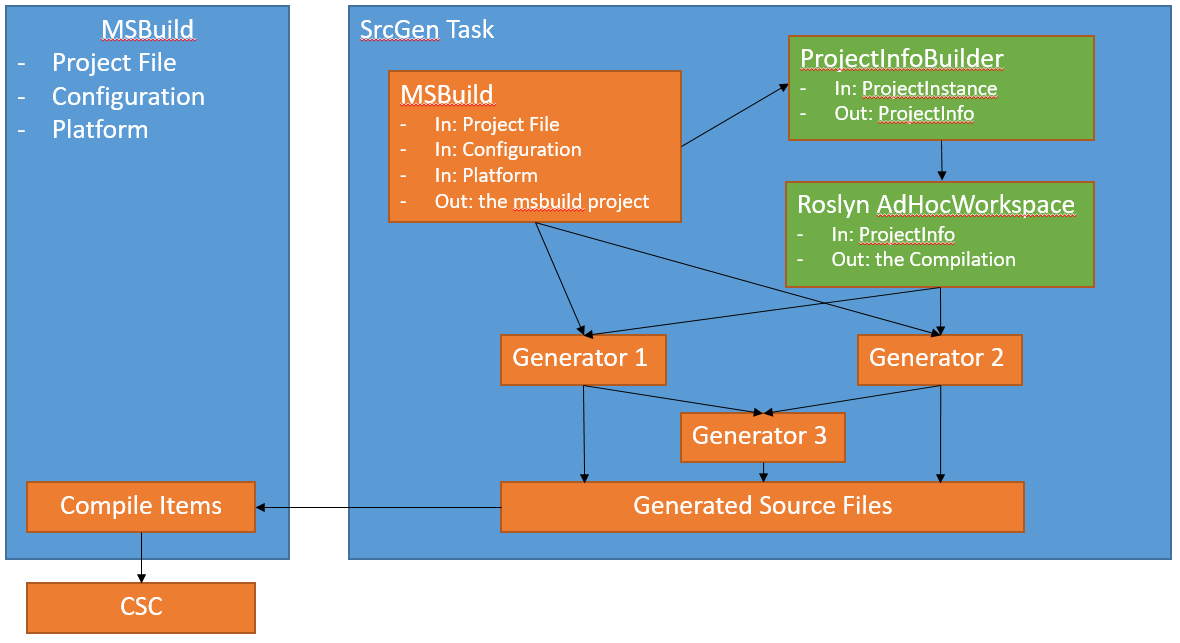 MSBuild
- Project File
- Configuration
- Platform
SrcGen Task
MSBuild
- In: Project File
- In: Configuration
- In: Platform
- Out: the msbuild project
ProjectInfoBuilder
- In: ProjectInstance
- Out: ProjectInfo
Roslyn AdHocWorkspace
- In: ProjectInfo
- Out: the Compilation
Generator 1
Generator 2
Generator 3
Generated Source Files
Compile Items
CSC